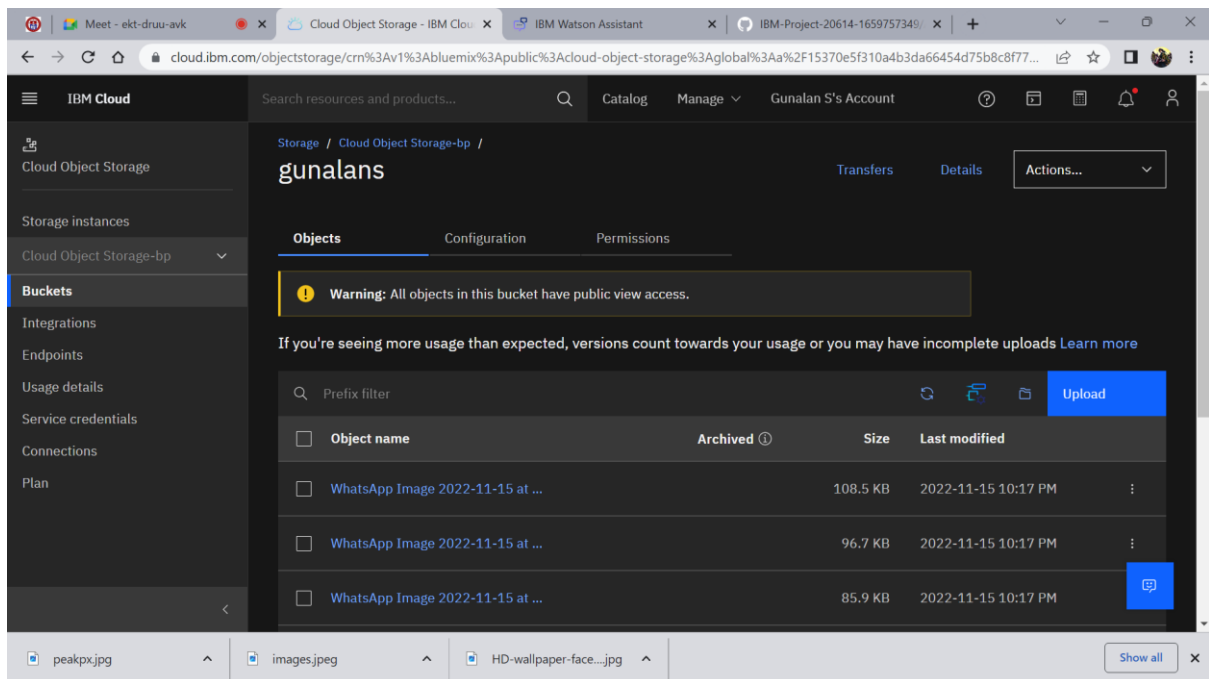 Meet - ekt-druu-avk
Cloud Object Storage - IBM Clou
IBM Watson Assistant
IBM-Project-20614-1659757349/
cloud.ibm.com/objectstorage/crn%3Av1%3Abluemix%3Apublic%3Acloud-object-storage%3Aglobal%3Aa%2F15370e5f310a4b3da66454d75b8c8f77...
IBM Cloud
Search resources and products...
Catalog
Manage
Gunalan S's Account
Cloud Object Storage
Storage instances
Cloud Object Storage-bp
Buckets
Integrations
Endpoints
Usage details
Service credentials
Connections
Plan
Storage / Cloud Object Storage-bp /
gunalans
Transfers
Details
Actions...
Objects
Configuration
Permissions
Warning: All objects in this bucket have public view access.
If you're seeing more usage than expected, versions count towards your usage or you may have incomplete uploads Learn more
Prefix filter
Upload
Object name Archived Size Last modified
WhatsApp Image 2022-11-15 at ... 108.5 KB 2022-11-15 10:17 PM
WhatsApp Image 2022-11-15 at ... 96.7 KB 2022-11-15 10:17 PM
WhatsApp Image 2022-11-15 at ... 85.9 KB 2022-11-15 10:17 PM
peakpx.jpg
images.jpeg
HD-wallpaper-face....jpg
Show all